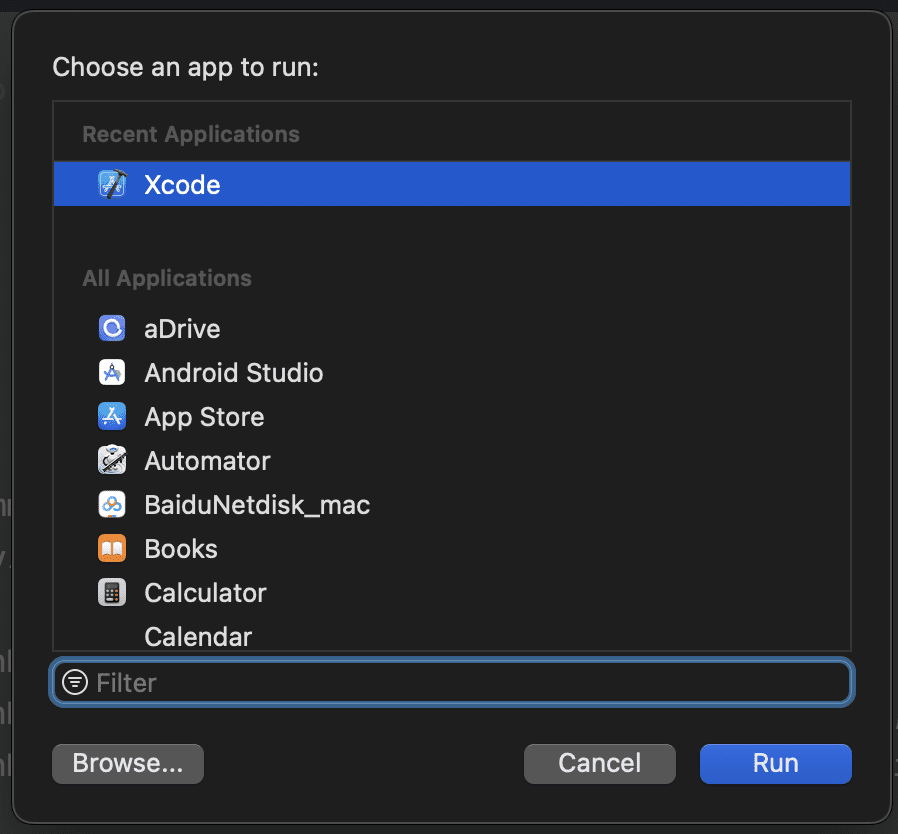 Choose an app to run:
Recent Applications
Xcode
All Applications
aDrive
Android Studio
App Store
Automator
BaiduNetdisk_mac
Books
Calculator
Calendar
Filter
Browse...
Cancel
Run